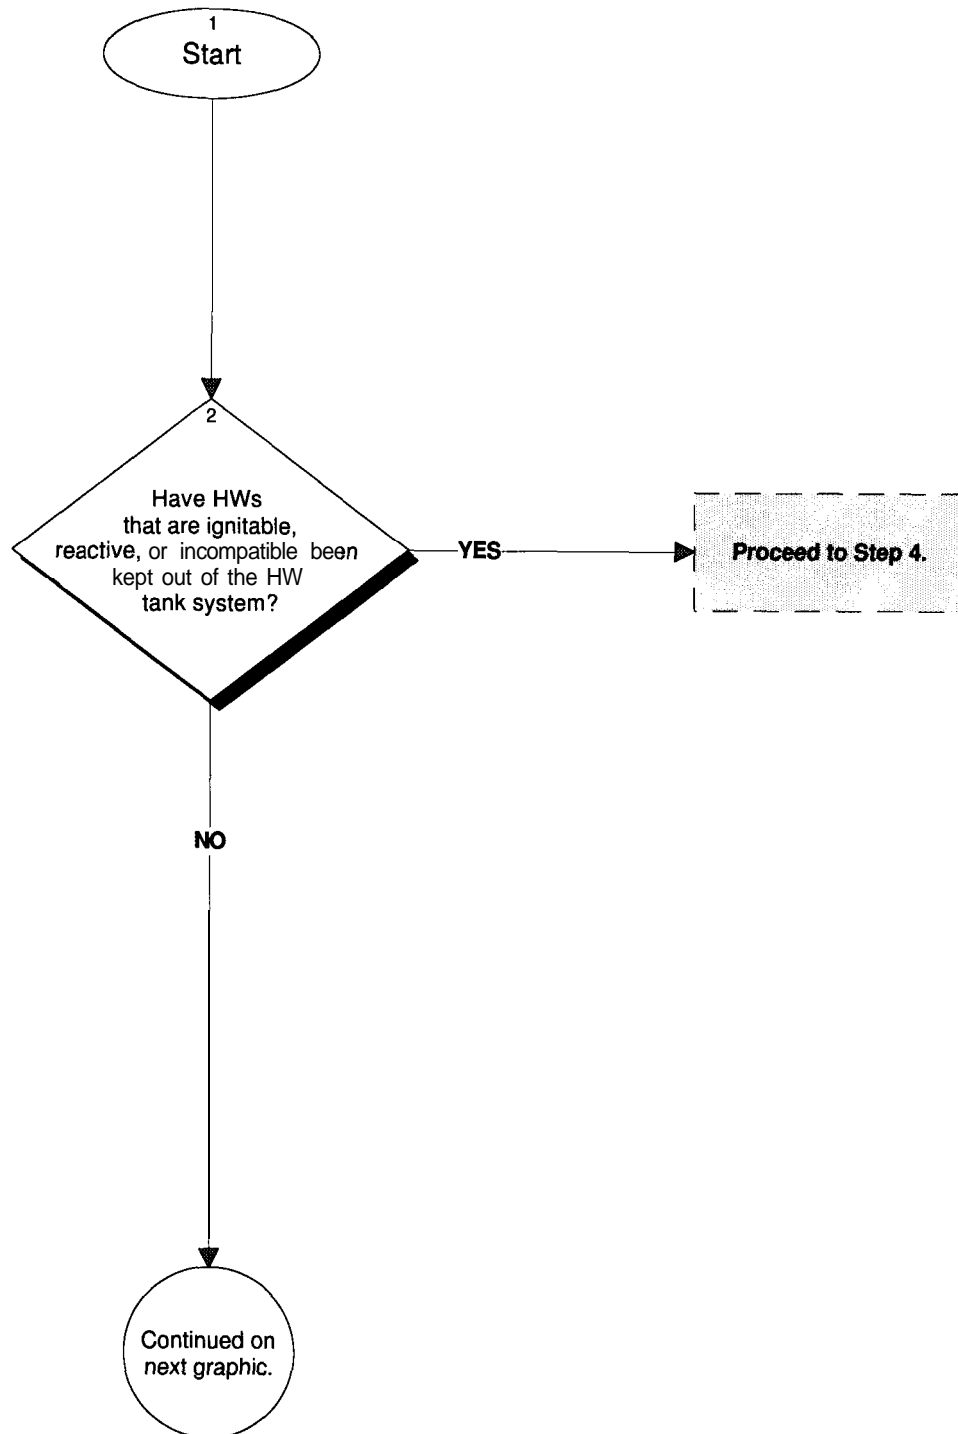 1
Start
2
Have HWs
that are ignitable,
reactive, or incompatible been
kept out of the HW
tank system?
YES
Proceed to Step 4.
NO
Continued on
next graphic.